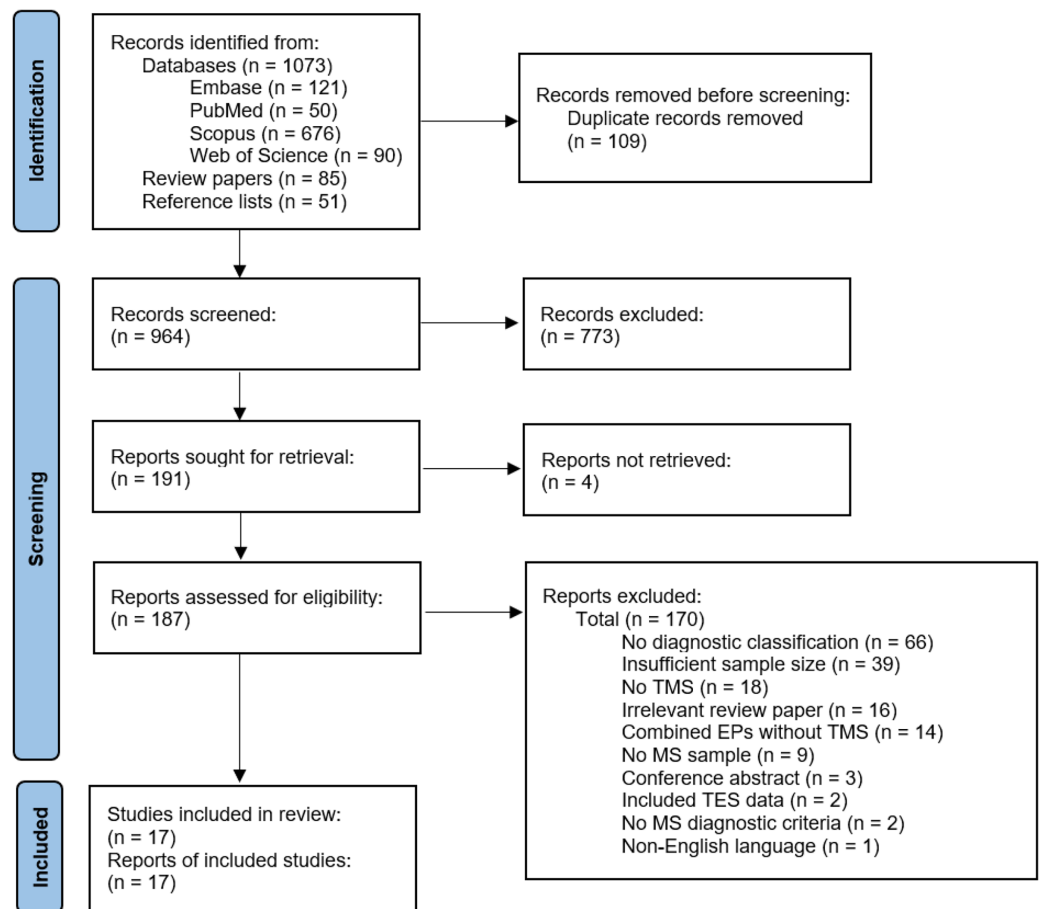 Identification
Records identified from:
Databases (n = 1073)
Embase (n = 121)
PubMed (n = 50)
Scopus (n = 676)
Web of Science (n = 90)
Review papers (n = 85)
Reference lists (n = 51)
Records removed before screening:
Duplicate records removed
(n = 109)
Screening
Records screened:
(n = 964)
Records excluded:
(n = 773)
Reports sought for retrieval:
(n = 191)
Reports not retrieved:
(n = 4)
Reports assessed for eligibility:
(n = 187)
Reports excluded:
Total (n = 170)
No diagnostic classification (n = 66)
Insufficient sample size (n = 39)
No TMS (n = 18)
Irrelevant review paper (n = 16)
Combined EPs without TMS (n = 14)
No MS sample (n = 9)
Conference abstract (n = 3)
Included TES data (n = 2)
No MS diagnostic criteria (n = 2)
Non-English language (n = 1)
Included
Studies included in review:
(n = 17)
Reports of included studies:
(n = 17)